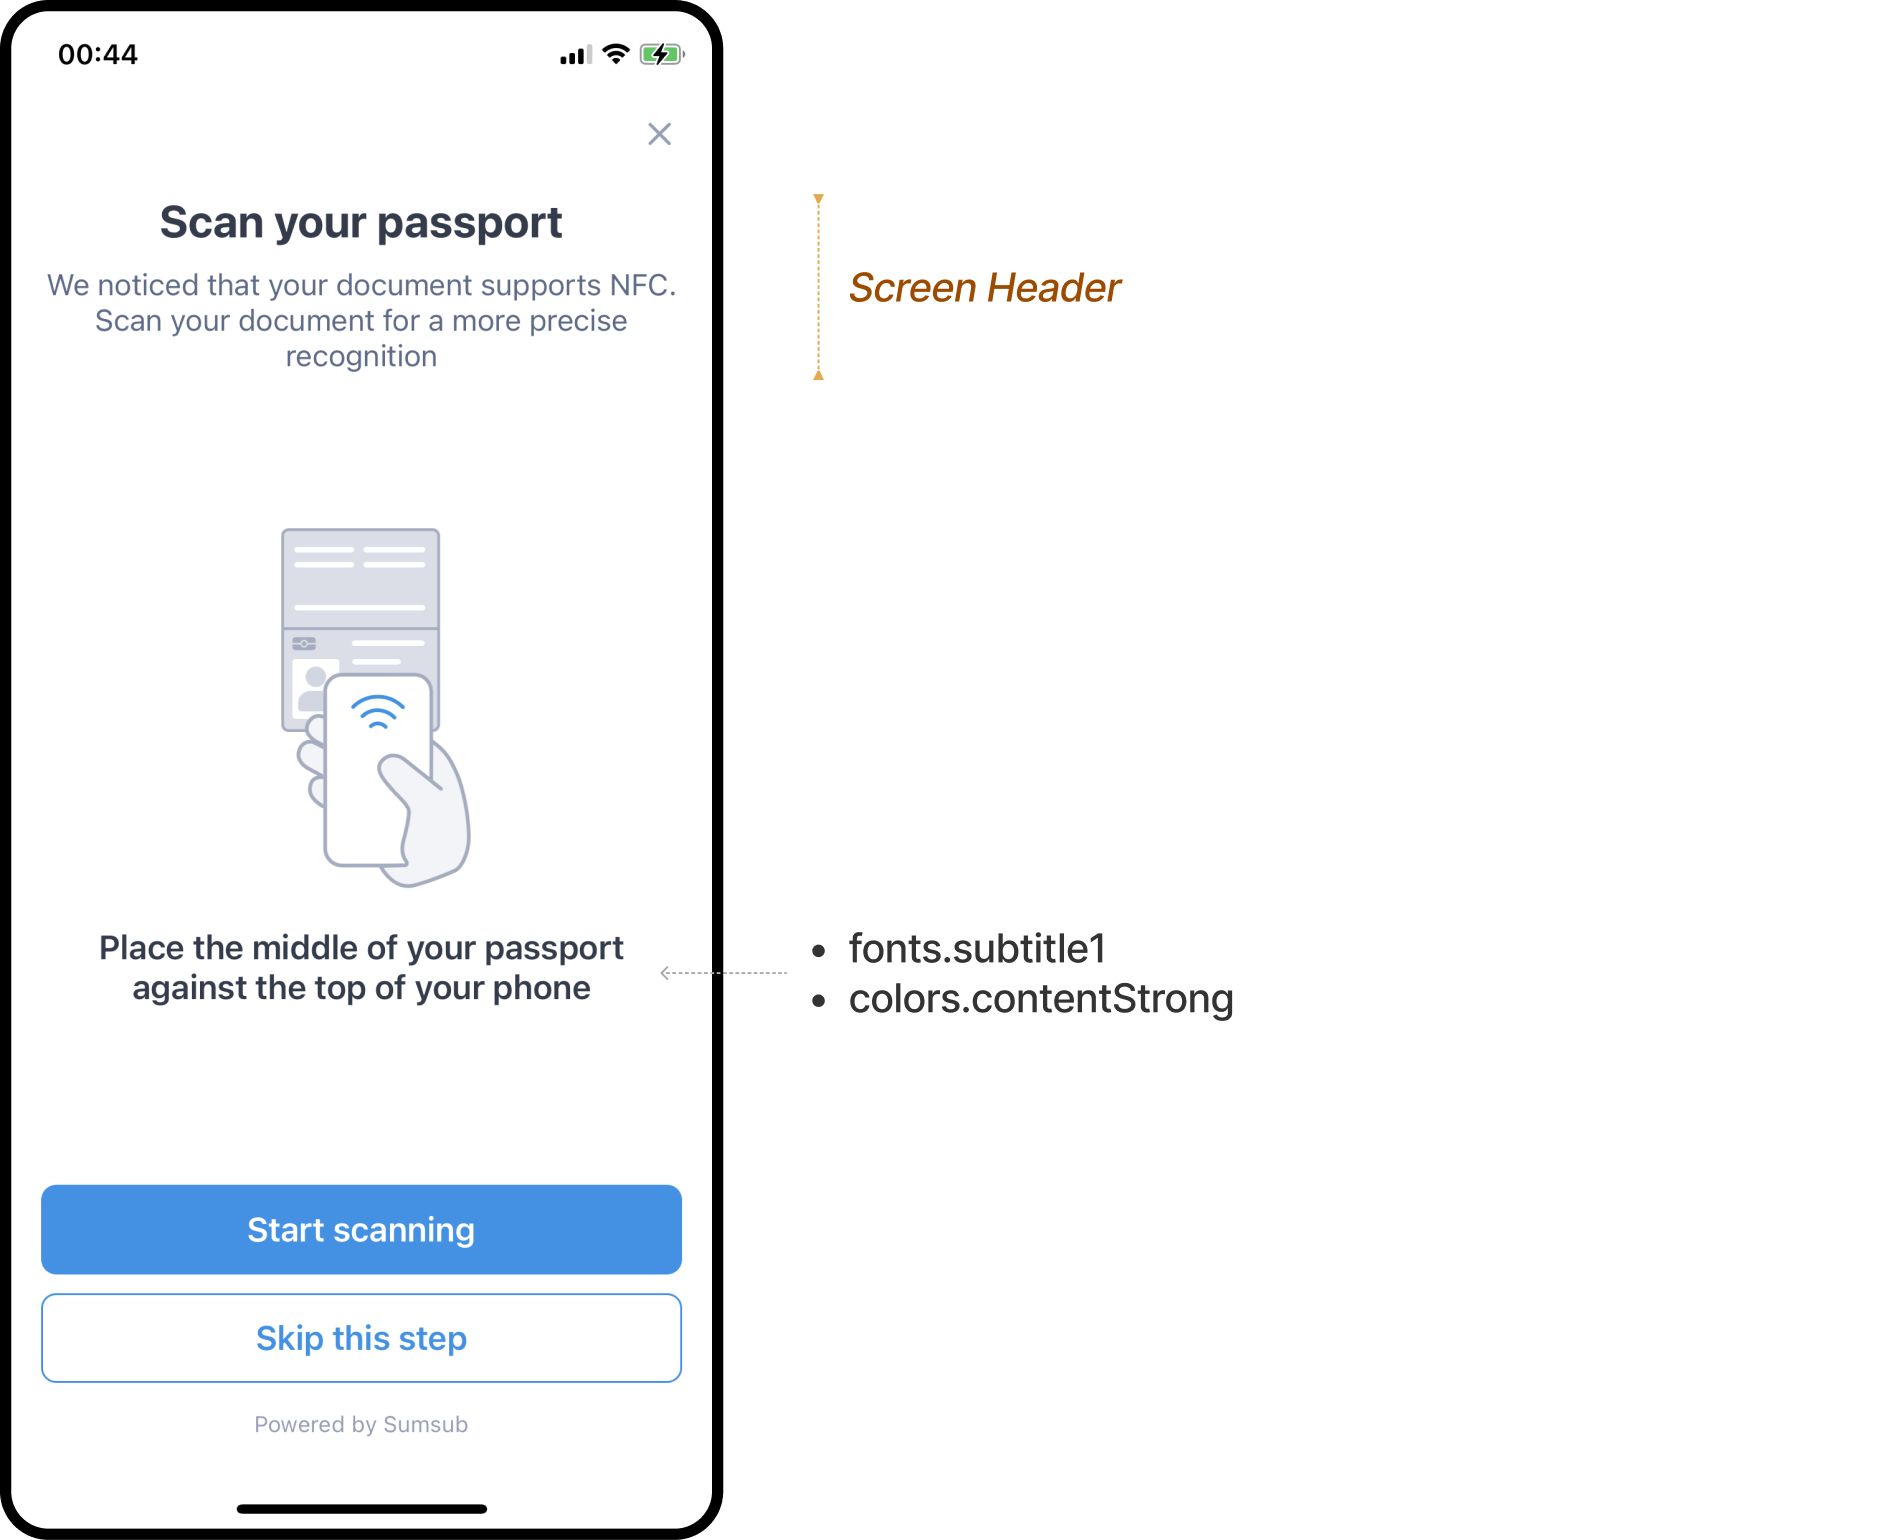 00:44
Scan your passport
We noticed that your document supports NFC.
Scan your document for a more precise
recognition
Screen Header
Place the middle of your passport
against the top of your phone
• fonts.subtitle1
• colors.contentStrong
Start scanning
Skip this step
Powered by Sumsub